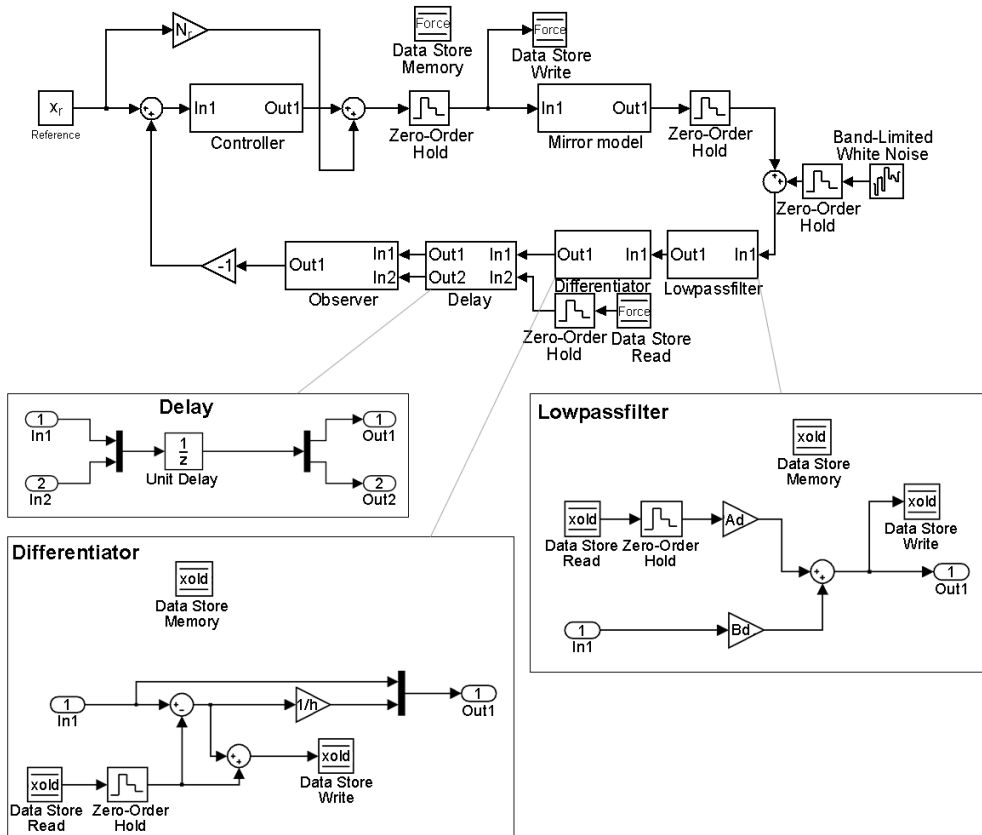 Nr
Force
Data Store
Memory
Force
Data Store
Write
xr
Reference
+
+
In1
Out1
Controller
+
+
Zero-Order
Hold
In1
Out1
Mirror model
Zero-Order
Hold
Band-Limited
White Noise
+
+
Zero-Order
Hold
-1
Out1
In1
In2
Observer
Out1
Out2
In1
In2
Delay
Out1
In1
Differentiator
Out1
In1
Lowpassfilter
Zero-Order
Hold
Force
Data Store
Read
Delay
1
In1
2
In2
1
z
Unit Delay
1
Out1
2
Out2
Lowpassfilter
xold
Data Store
Memory
xold
Data Store
Read
Zero-Order
Hold
Ad
xold
Data Store
Write
+
+
1
Out1
1
In1
Bd
Differentiator
xold
Data Store
Memory
1
In1
+
-
1/h
1
Out1
+
+
xold
Data Store
Write
xold
Data Store
Read
Zero-Order
Hold